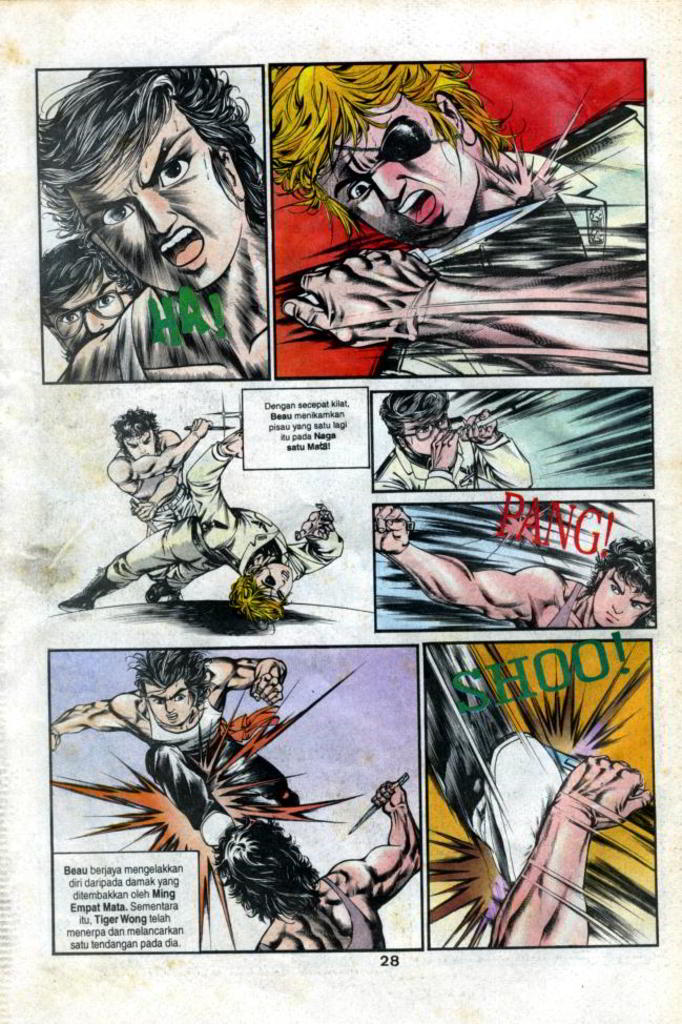 HA!
Dengan secepat kilat,
Beau menikamkan
pisau yang satu lagi
itu pada Naga
satu Mata!
PANG!
SHOO!
Beau berjaya mengelakkan
diri daripada damak yang
ditembakkan oleh Ming
Empat Mata. Sementara
itu, Tiger Wong telah
menerpa dan melancarkan
satu tendangan pada dia.
28